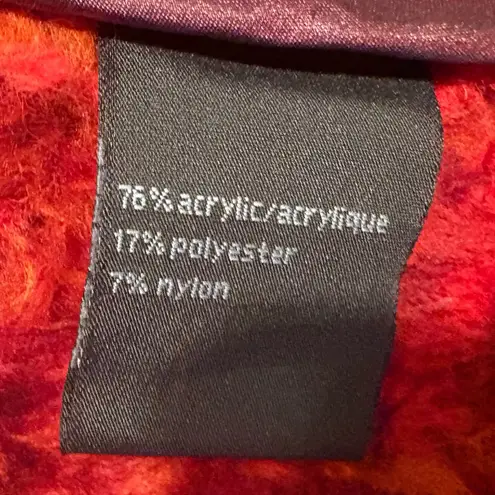 76% acrylic/acrylique
17% polyester
7% nylon